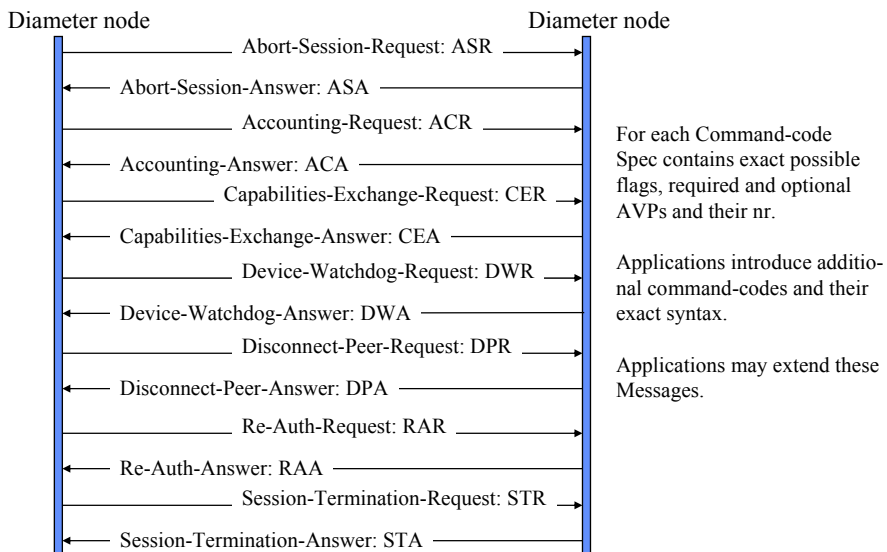 Diameter node
Diameter node
Abort-Session-Request: ASR
Abort-Session-Answer: ASA
Accounting-Request: ACR
Accounting-Answer: ACA
Capabilities-Exchange-Request: CER
Capabilities-Exchange-Answer: CEA
Device-Watchdog-Request: DWR
Device-Watchdog-Answer: DWA
Disconnect-Peer-Request: DPR
Disconnect-Peer-Answer: DPA
Re-Auth-Request: RAR
Re-Auth-Answer: RAA
Session-Termination-Request: STR
Session-Termination-Answer: STA
For each Command-code
Spec contains exact possible
flags, required and optional
AVPs and their nr.
Applications introduce additio-
nal command-codes and their
exact syntax.
Applications may extend these
Messages.